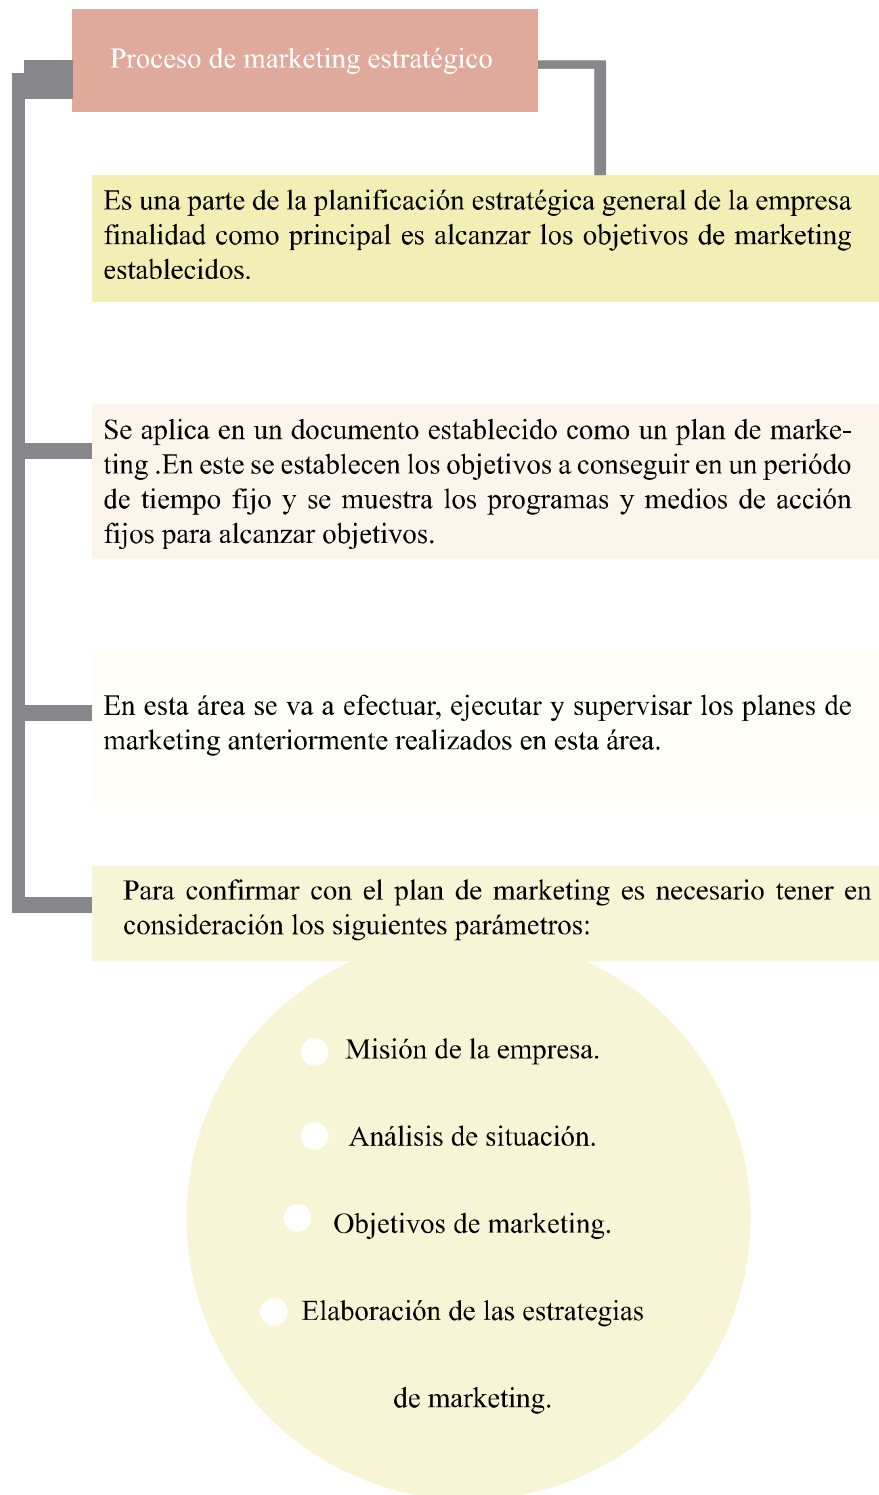 Proceso de marketing estratégico
Es una parte de la planificación estratégica general de la empresa
finalidad como principal es alcanzar los objetivos de marketing
establecidos.
Se aplica en un documento establecido como un plan de marke-
ting .En este se establecen los objetivos a conseguir en un periódo
de tiempo fijo y se muestra los programas y medios de acción
fijos para alcanzar objetivos.
En esta área se va a efectuar, ejecutar y supervisar los planes de
marketing anteriormente realizados en esta área.
Para confirmar con el plan de marketing es necesario tener en
consideración los siguientes parámetros:
Misión de la empresa.
Análisis de situación.
Objetivos de marketing.
Elaboración de las estrategias
de marketing.